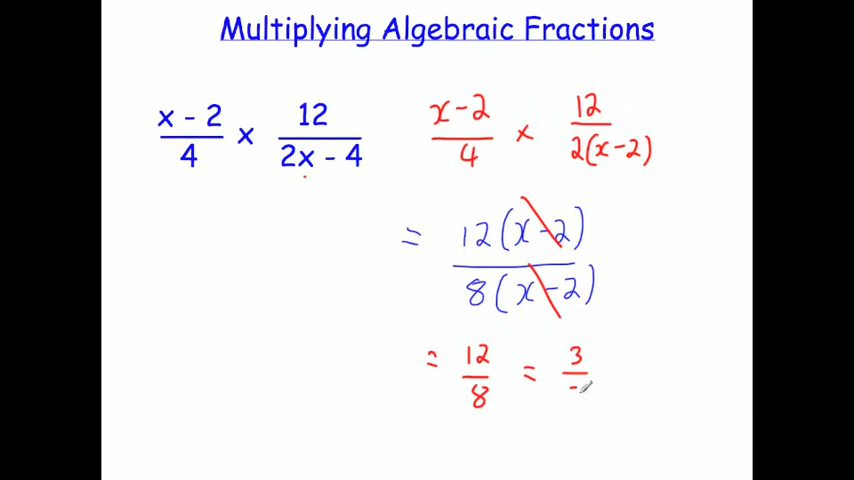 Multiplying Algebraic Fractions
x - 2 / 4 x 12 / 2x - 4
x-2 / 4 x 12 / 2(x-2)
= 12(x-2) / 8(x-2)
= 12 / 8 = 3 /